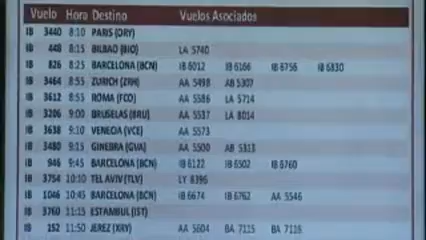 Vuelo Hora Destino Vuelos Asociados
IB 3440 8:10 PARIS (ORY)
IB 448 8:15 BILBAO (BIO) LA 5740
IB 826 8:25 BARCELONA (BCN) IB 6012 IB 6166 IB 6756 IB 6830
IB 3464 8:55 ZURICH (ZRH) AA 5498 AB 5307
IB 3612 8:55 ROMA (FCO) AA 5586 LA 5714
IB 3206 9:00 BRUSELAS (BRU) AA 5537 LA 8014
IB 3638 9:10 VENECIA (VCE) AA 5573
IB 3480 9:15 GINEBRA (GVA) AA 5500 AB 5313
IB 946 9:45 BARCELONA (BCN) IB 6122 IB 6502 IB 6760
IB 3754 10:10 TEL AVIV (TLV) LY 8396
IB 1046 10:45 BARCELONA (BCN) IB 6674 IB 6762 AA 5546
IB 3760 11:15 ESTAMBUL (IST)
IB 152 11:50 JEREZ (XRY) AA 5604 BA 7115 BA 7116